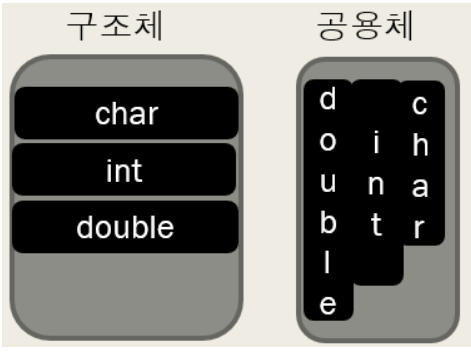 구조체
char
int
double
공용체
double
int
char